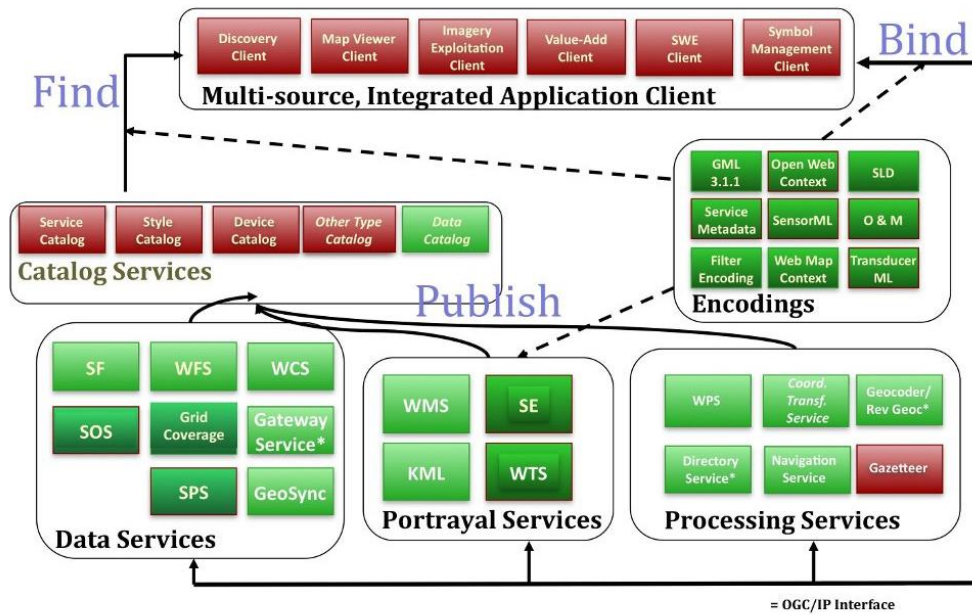 Discovery
Client
Map Viewer
Client
Imagery
Exploitation
Client
Value-Add
Client
SWE
Client
Symbol
Management
Client
Bind
Multi-source, Integrated Application Client
Find
GML
3.1.1
Open Web
Context
SLD
Service
Metadata
SensorML
O & M
Filter
Encoding
Web Map
Context
Transducer
ML
Encodings
Service
Catalog
Style
Catalog
Device
Catalog
Other Type
Catalog
Data
Catalog
Catalog Services
Publish
SF
WFS
WCS
SOS
Grid
Coverage
Gateway
Service*
SPS
GeoSync
Data Services
WMS
SE
KML
WTS
Portrayal Services
WPS
Coord.
Transf.
Service
Geocoder/
Rev Geoc*
Directory
Service*
Navigation
Service
Gazetteer
Processing Services
= OGC/IP Interface